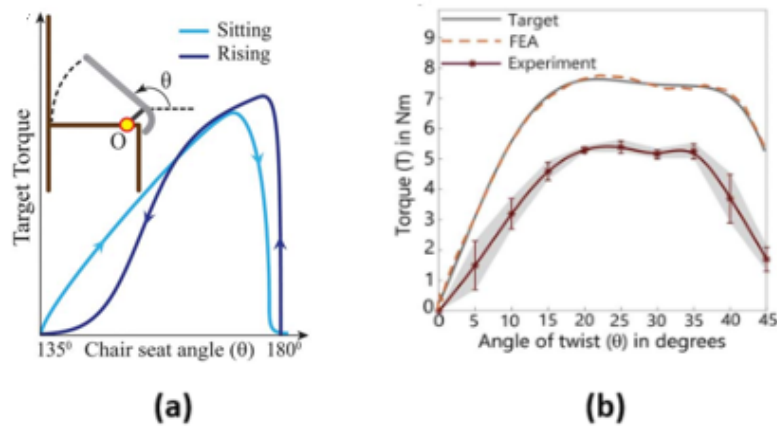 Sitting
Rising
θ
O
Target Torque
135⁰ Chair seat angle (θ) 180⁰
(a)
Target
FEA
Experiment
Torque (T) in Nm
9
8
7
6
5
4
3
2
1
0
0 5 10 15 20 25 30 35 40 45
Angle of twist (θ) in degrees
(b)